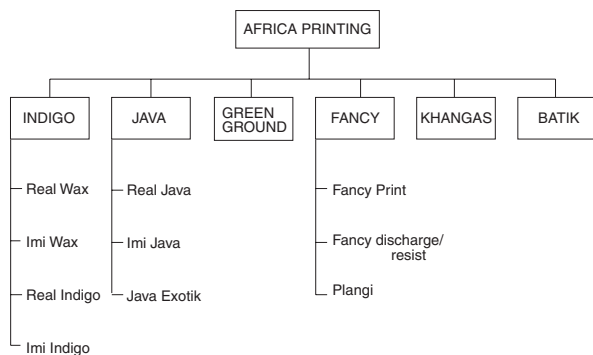 AFRICA PRINTING
INDIGO
JAVA
GREEN
GROUND
FANCY
KHANGAS
BATIK
Real Wax
Imi Wax
Real Indigo
Imi Indigo
Real Java
Imi Java
Java Exotik
Fancy Print
Fancy discharge/
resist
Plangi